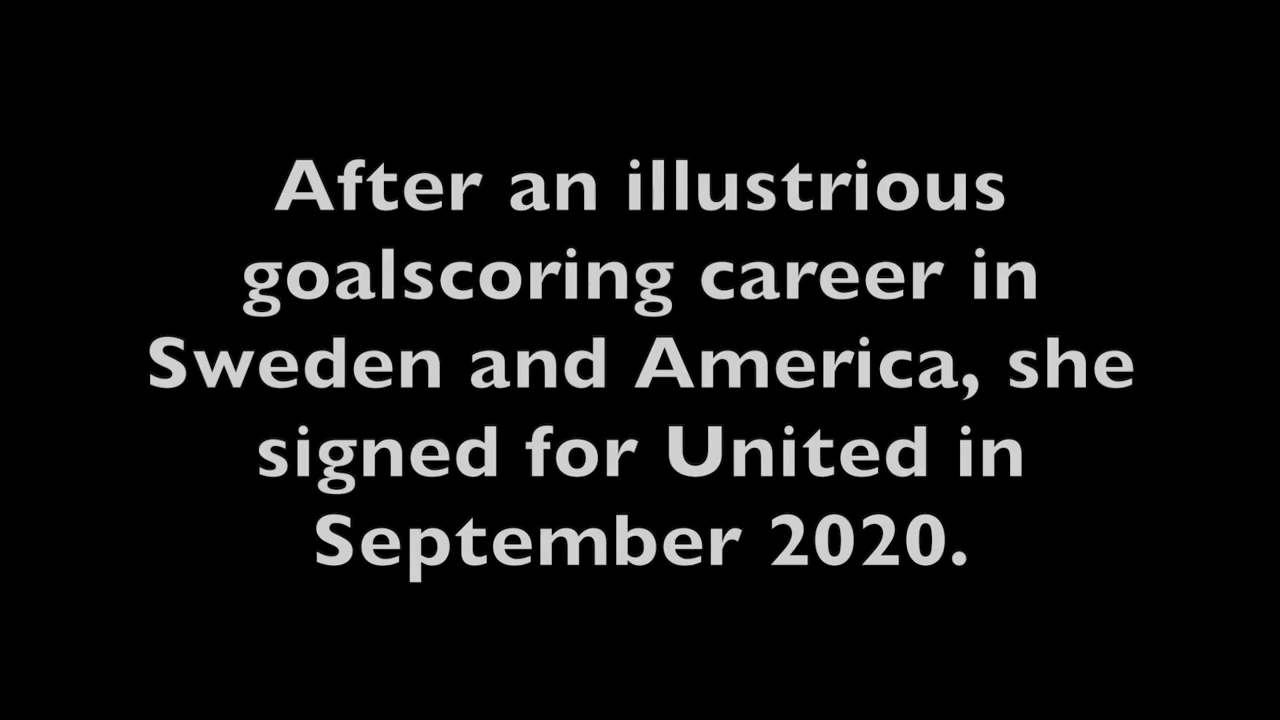 After an illustrious
goalscoring career in
Sweden and America, she
signed for United in
September 2020.